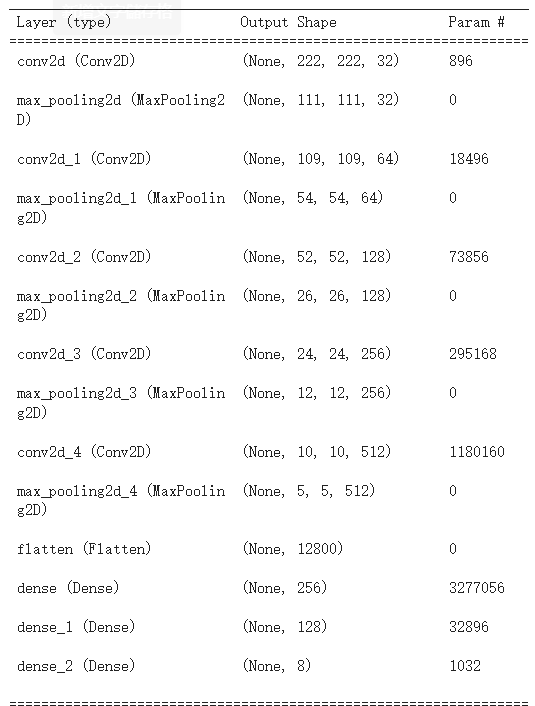 Layer (type) Output Shape Param #
=================================================================
conv2d (Conv2D) (None, 222, 222, 32) 896
max_pooling2d (MaxPooling2 (None, 111, 111, 32) 0
D)
conv2d_1 (Conv2D) (None, 109, 109, 64) 18496
max_pooling2d_1 (MaxPoolin (None, 54, 54, 64) 0
g2D)
conv2d_2 (Conv2D) (None, 52, 52, 128) 73856
max_pooling2d_2 (MaxPoolin (None, 26, 26, 128) 0
g2D)
conv2d_3 (Conv2D) (None, 24, 24, 256) 295168
max_pooling2d_3 (MaxPoolin (None, 12, 12, 256) 0
g2D)
conv2d_4 (Conv2D) (None, 10, 10, 512) 1180160
max_pooling2d_4 (MaxPoolin (None, 5, 5, 512) 0
g2D)
flatten (Flatten) (None, 12800) 0
dense (Dense) (None, 256) 3277056
dense_1 (Dense) (None, 128) 32896
dense_2 (Dense) (None, 8) 1032
=================================================================